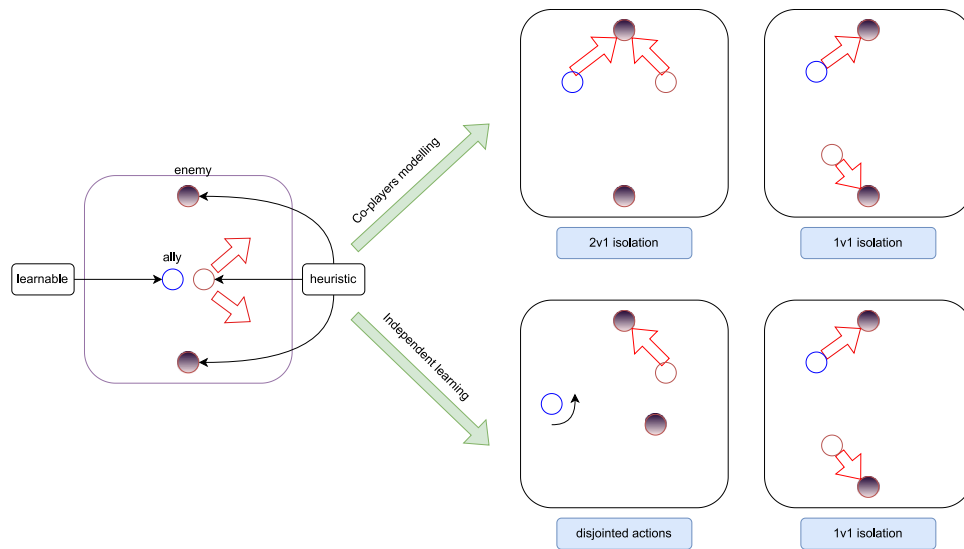 enemy
ally
learnable
heuristic
Co-players modelling
Independent learning
2v1 isolation
1v1 isolation
disjointed actions
1v1 isolation